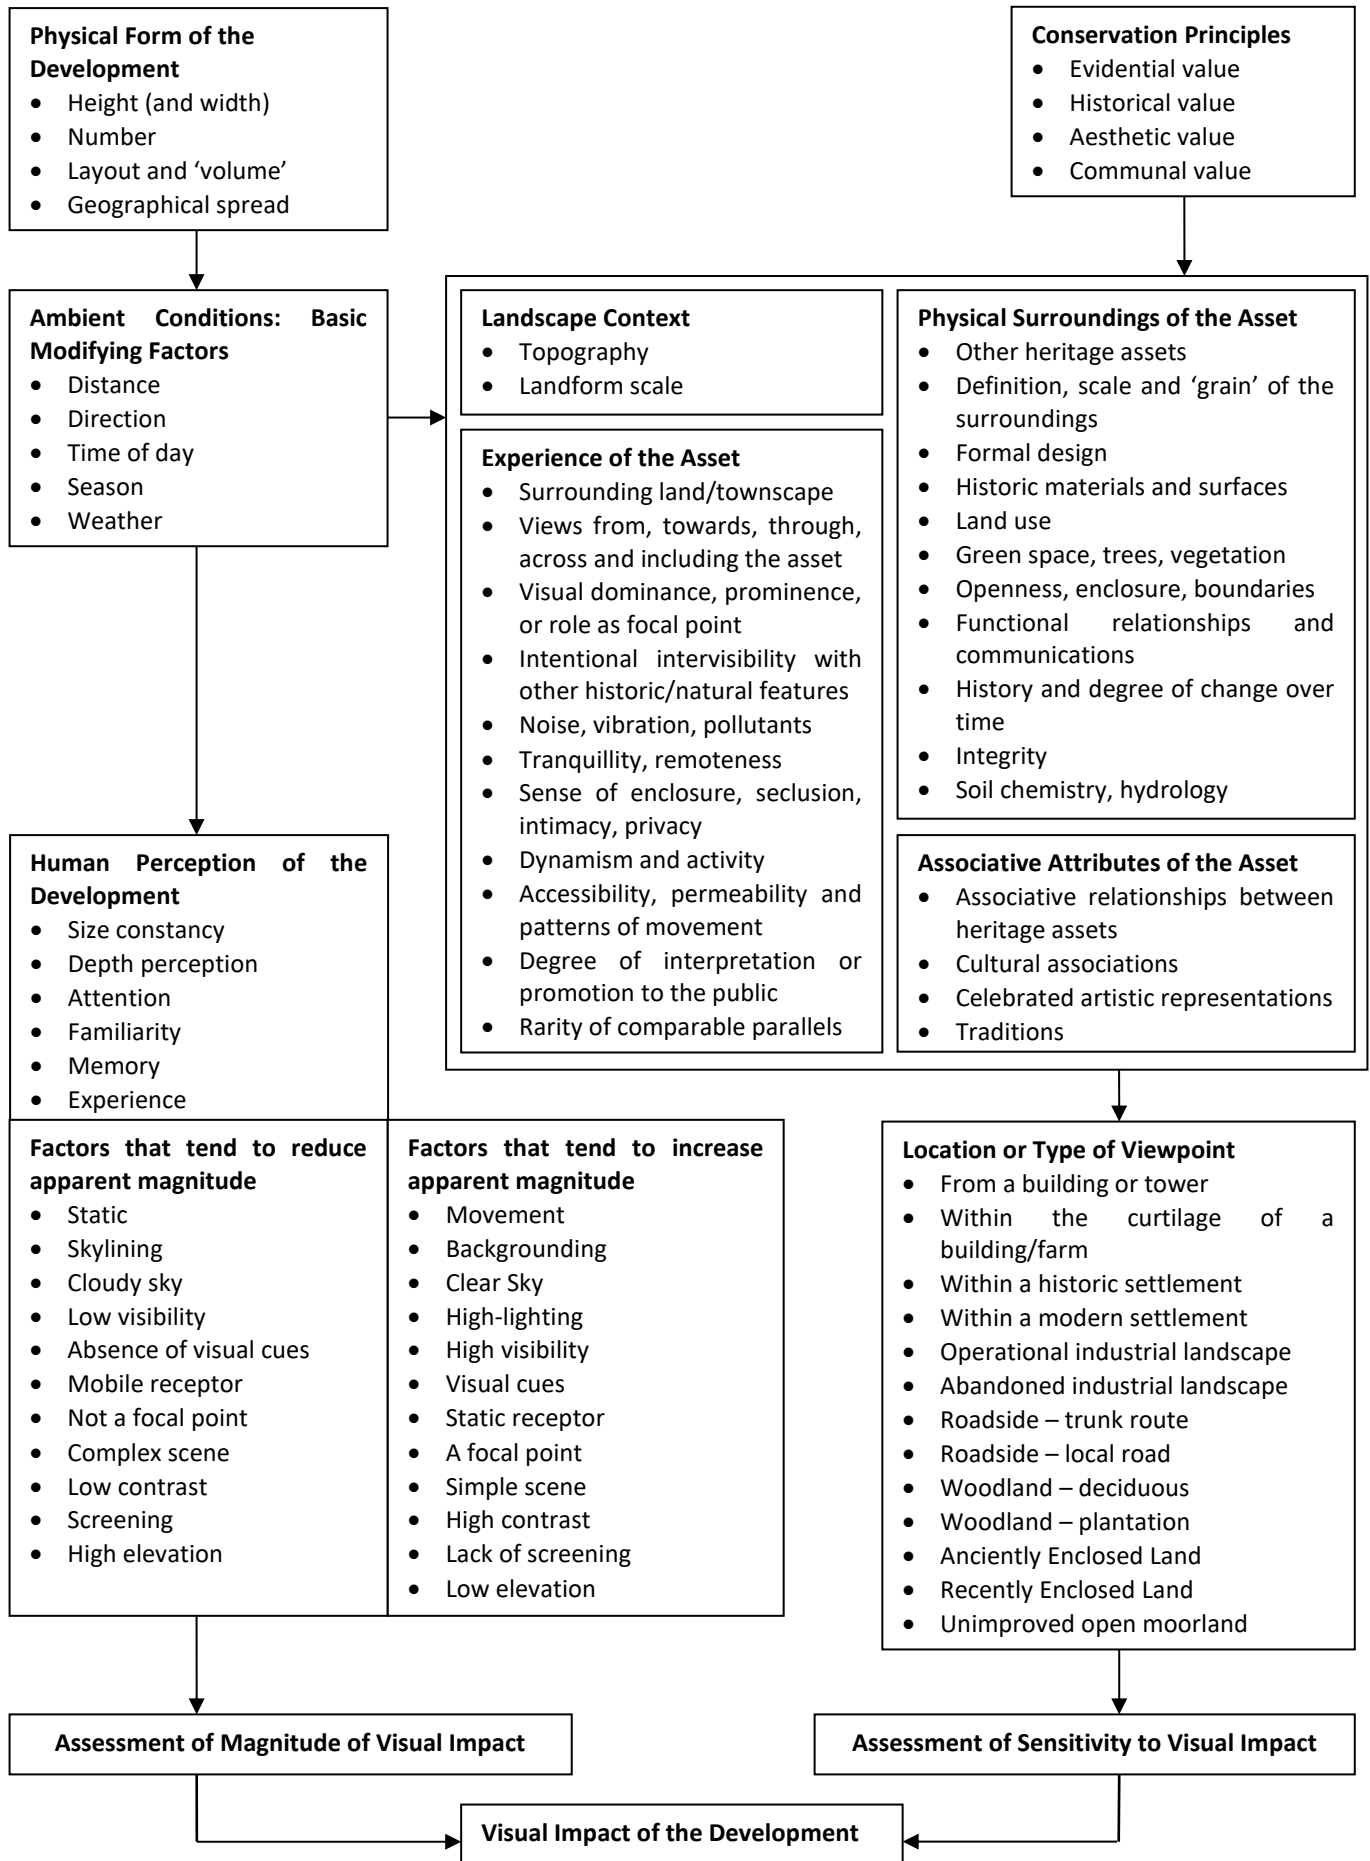 Physical Form of the
Development
• Height (and width)
• Number
• Layout and ‘volume’
• Geographical spread
Conservation Principles
• Evidential value
• Historical value
• Aesthetic value
• Communal value
Ambient Conditions: Basic
Modifying Factors
• Distance
• Direction
• Time of day
• Season
• Weather
Landscape Context
• Topography
• Landform scale
Experience of the Asset
• Surrounding land/townscape
• Views from, towards, through,
across and including the asset
• Visual dominance, prominence,
or role as focal point
• Intentional intervisibility with
other historic/natural features
• Noise, vibration, pollutants
• Tranquillity, remoteness
• Sense of enclosure, seclusion,
intimacy, privacy
• Dynamism and activity
• Accessibility, permeability and
patterns of movement
• Degree of interpretation or
promotion to the public
• Rarity of comparable parallels
Physical Surroundings of the Asset
• Other heritage assets
• Definition, scale and ‘grain’ of the
surroundings
• Formal design
• Historic materials and surfaces
• Land use
• Green space, trees, vegetation
• Openness, enclosure, boundaries
• Functional relationships and
communications
• History and degree of change over
time
• Integrity
• Soil chemistry, hydrology
Associative Attributes of the Asset
• Associative relationships between
heritage assets
• Cultural associations
• Celebrated artistic representations
• Traditions
Human Perception of the
Development
• Size constancy
• Depth perception
• Attention
• Familiarity
• Memory
• Experience
Factors that tend to reduce
apparent magnitude
• Static
• Skylining
• Cloudy sky
• Low visibility
• Absence of visual cues
• Mobile receptor
• Not a focal point
• Complex scene
• Low contrast
• Screening
• High elevation
Factors that tend to increase
apparent magnitude
• Movement
• Backgrounding
• Clear Sky
• High-lighting
• High visibility
• Visual cues
• Static receptor
• A focal point
• Simple scene
• High contrast
• Lack of screening
• Low elevation
Location or Type of Viewpoint
• From a building or tower
• Within the curtilage of a
building/farm
• Within a historic settlement
• Within a modern settlement
• Operational industrial landscape
• Abandoned industrial landscape
• Roadside – trunk route
• Roadside – local road
• Woodland – deciduous
• Woodland – plantation
• Anciently Enclosed Land
• Recently Enclosed Land
• Unimproved open moorland
Assessment of Magnitude of Visual Impact
Assessment of Sensitivity to Visual Impact
Visual Impact of the Development